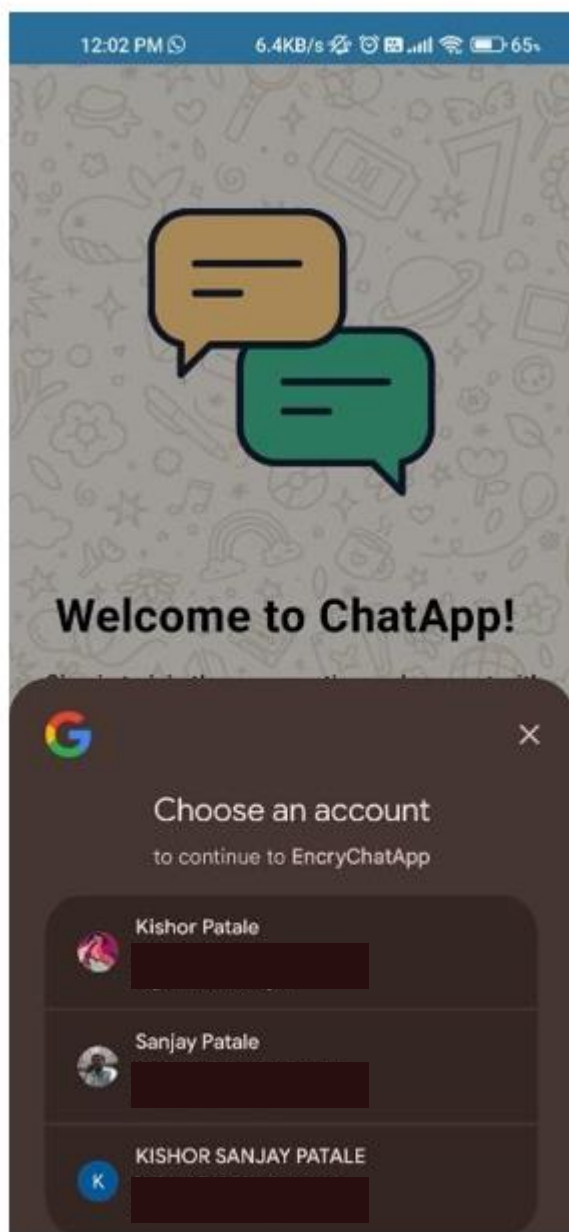 12:02 PM 6.4KB/s 65%
Welcome to ChatApp!
Choose an account
to continue to EncryChatApp
Kishor Patale
Sanjay Patale
KISHOR SANJAY PATALE
K